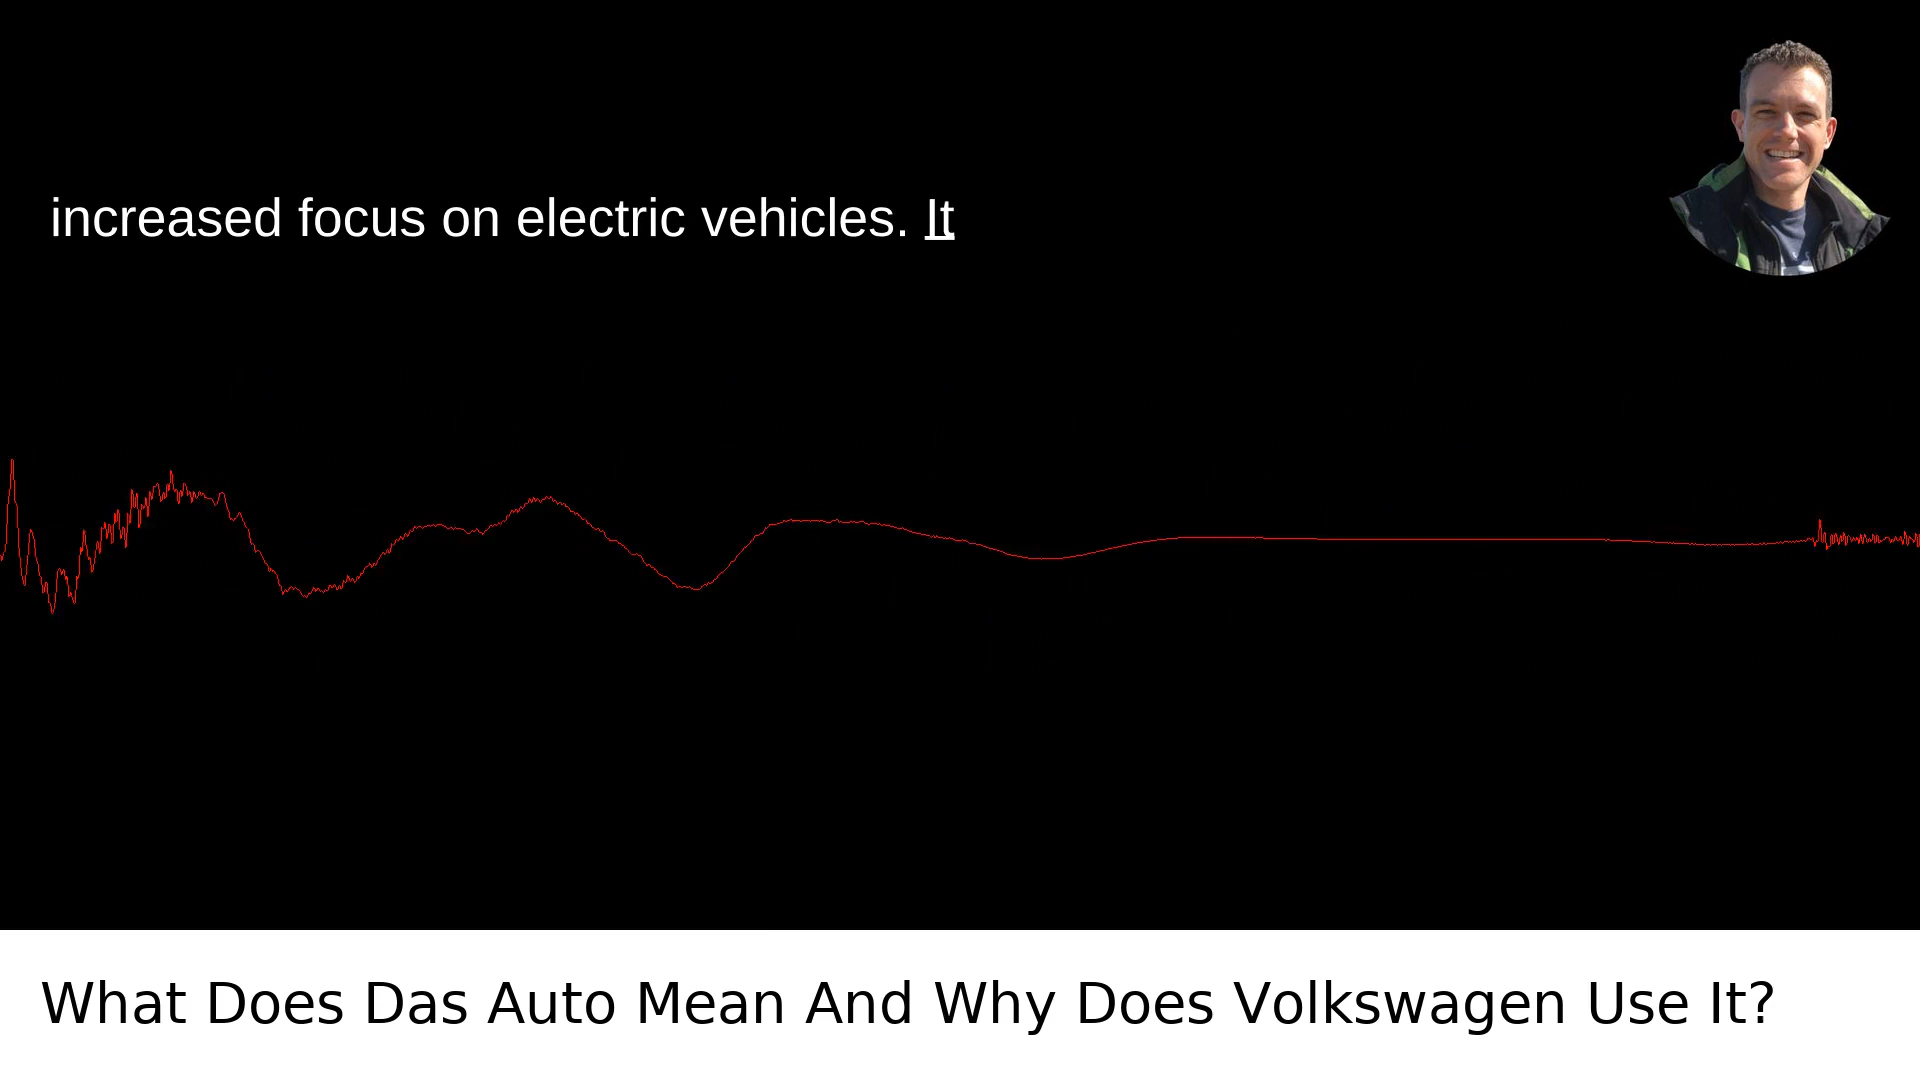 increased focus on electric vehicles. It
What Does Das Auto Mean And Why Does Volkswagen Use It?